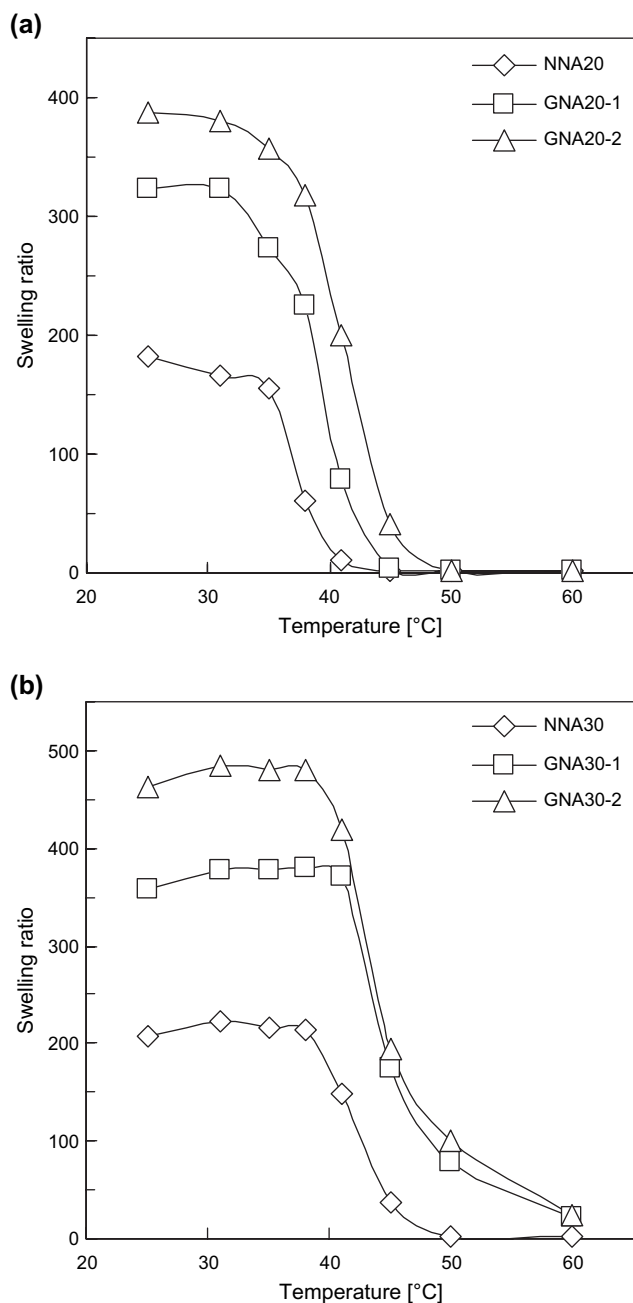 (a)
NNA20
GNA20-1
GNA20-2
400
300
200
100
0
Swelling ratio
20 30 40 50 60
Temperature [°C]
(b)
NNA30
GNA30-1
GNA30-2
500
400
300
200
100
0
Swelling ratio
20 30 40 50 60
Temperature [°C]